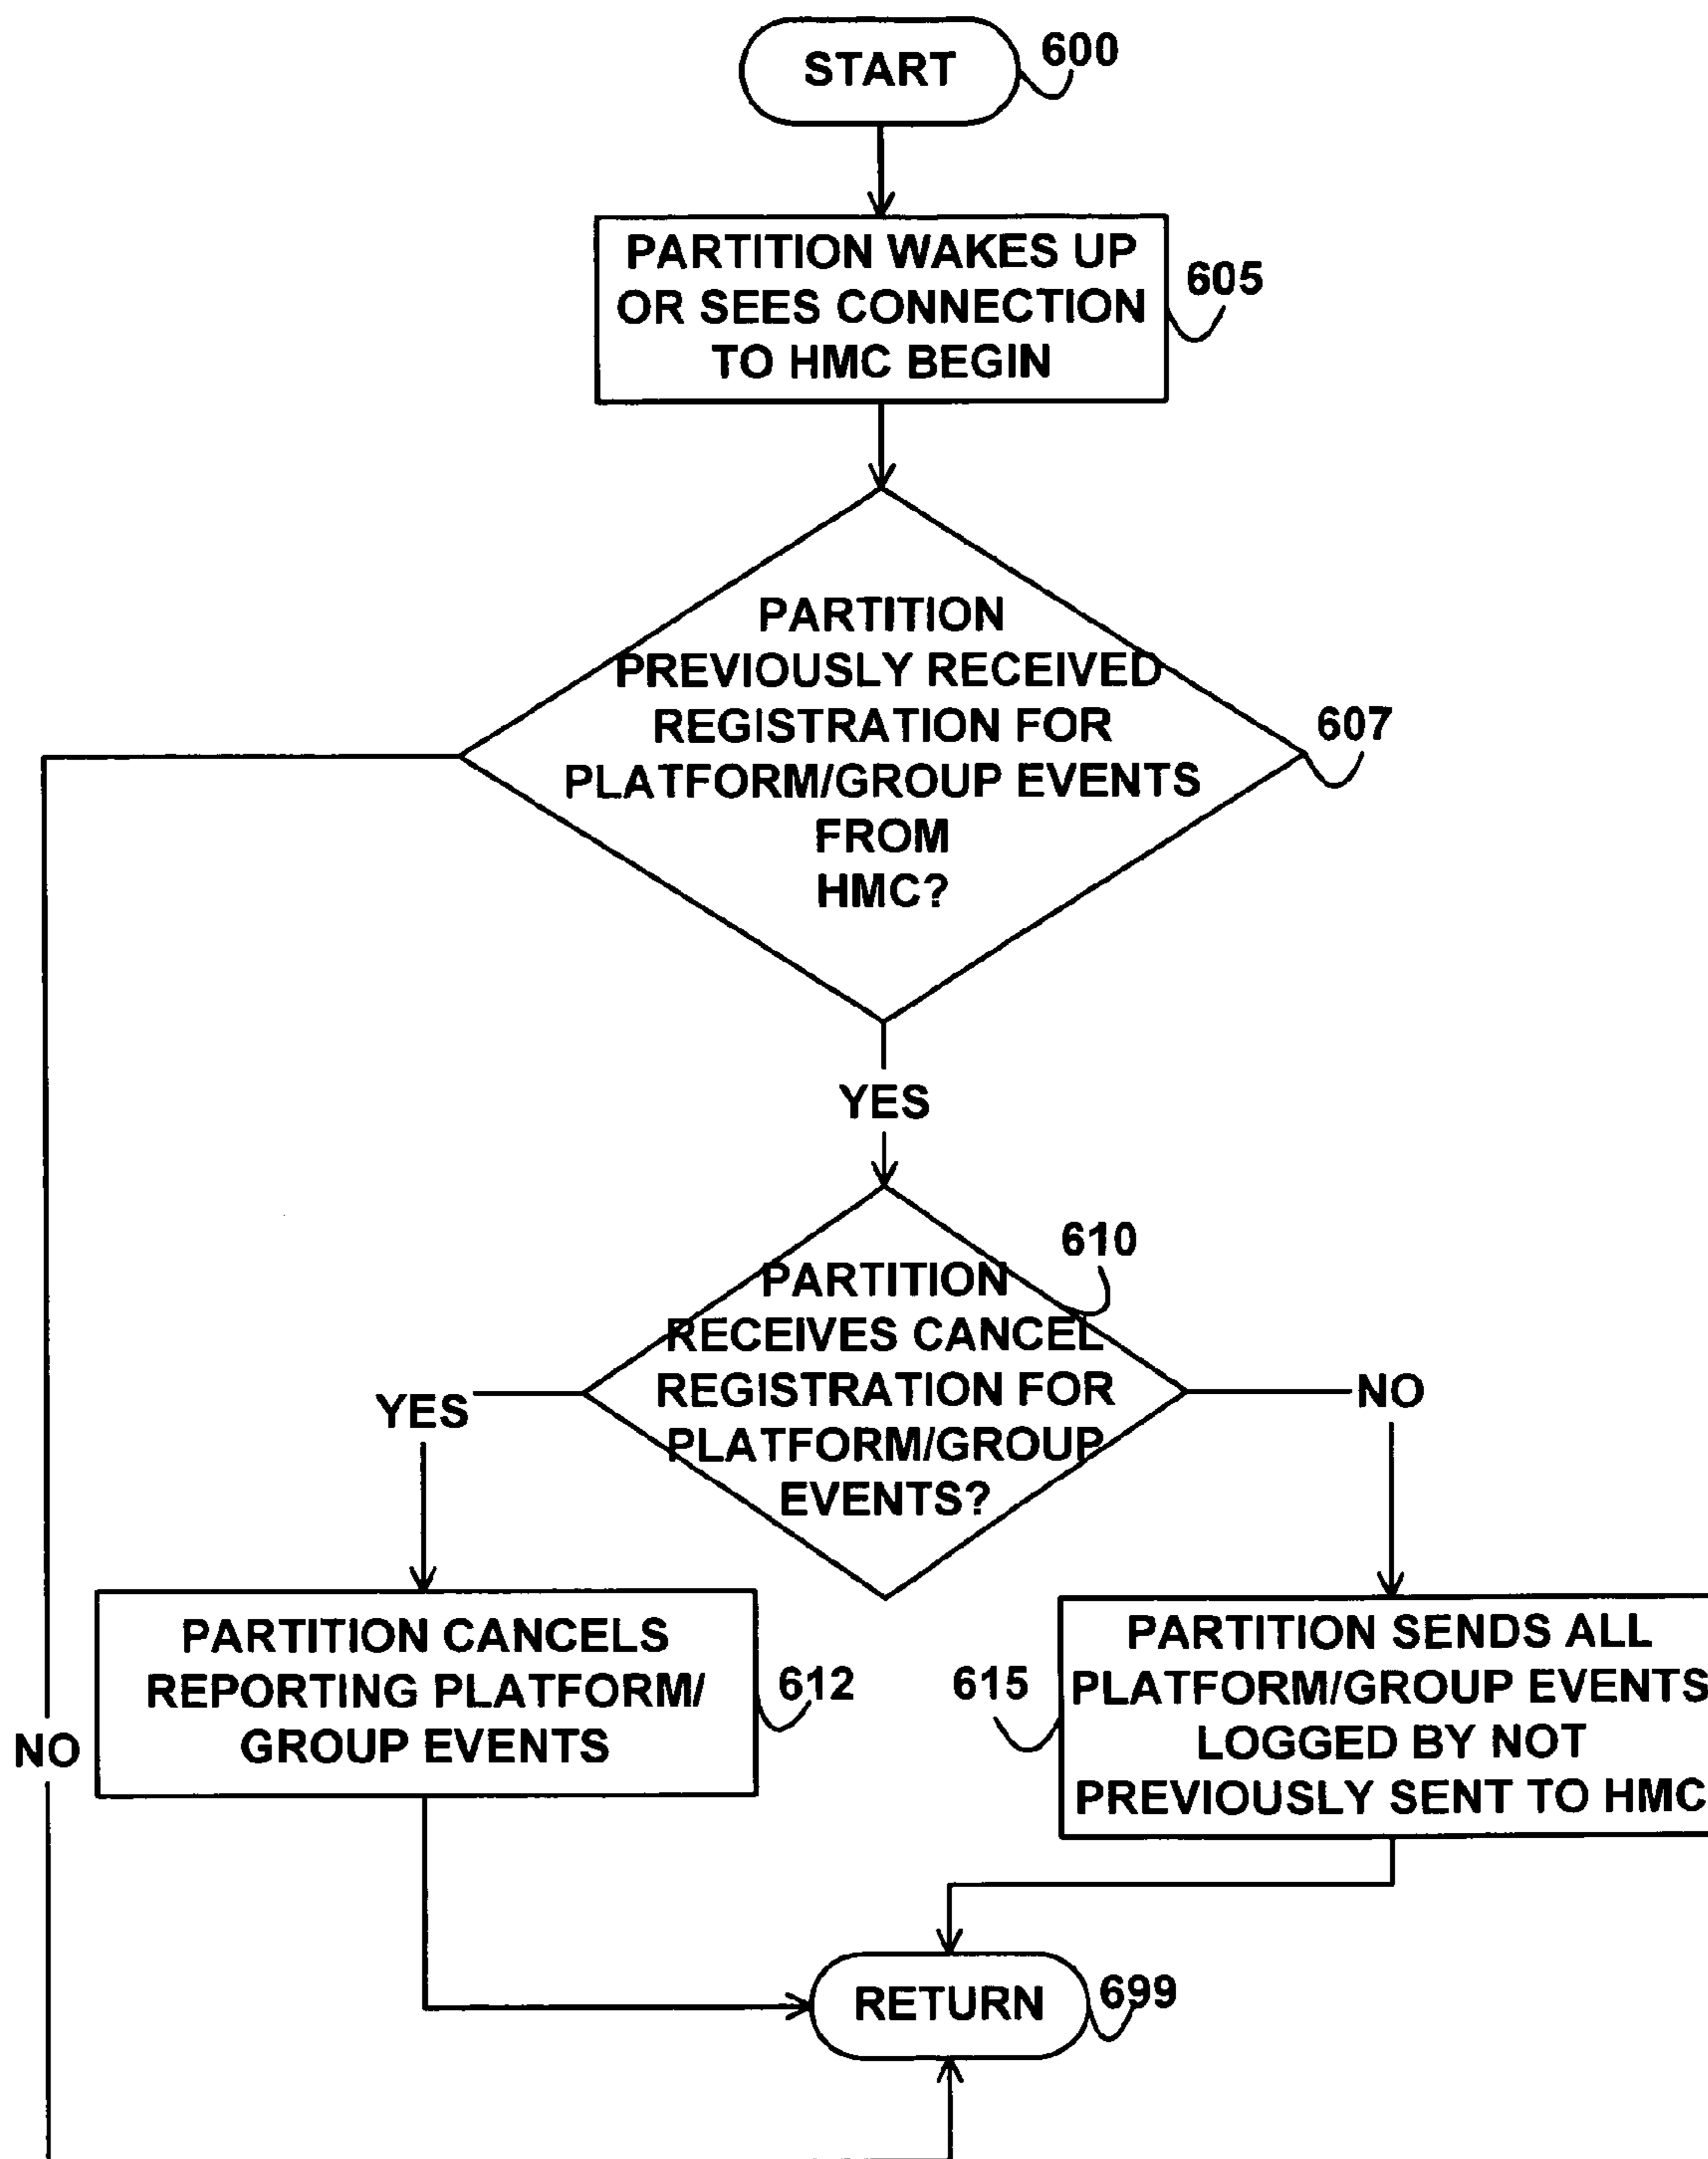 START
600
PARTITION WAKES UP
OR SEES CONNECTION
TO HMC BEGIN
605
PARTITION
PREVIOUSLY RECEIVED
REGISTRATION FOR
PLATFORM/GROUP EVENTS
FROM
HMC?
607
YES
610
PARTITION
RECEIVES CANCEL
REGISTRATION FOR
PLATFORM/GROUP
EVENTS?
YES
NO
PARTITION CANCELS
REPORTING PLATFORM/
GROUP EVENTS
612
615
PARTITION SENDS ALL
PLATFORM/GROUP EVENTS
LOGGED BY NOT
PREVIOUSLY SENT TO HMC
NO
RETURN
699